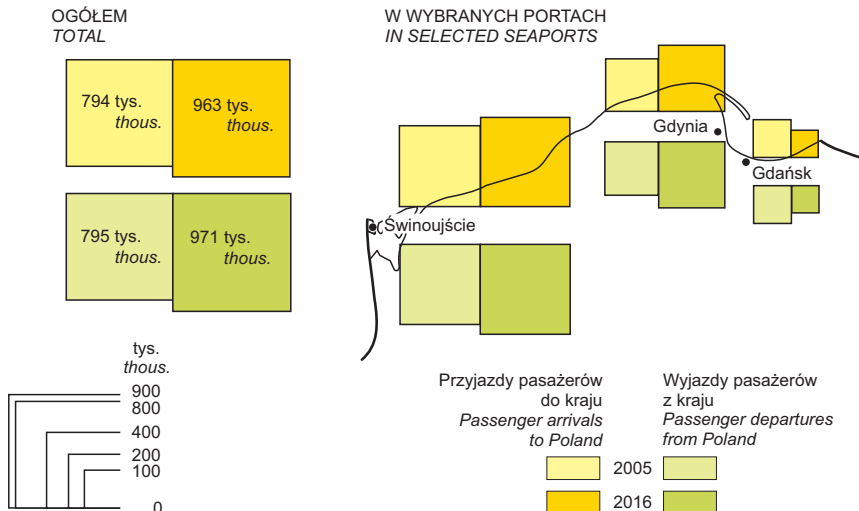 OGÓŁEM
TOTAL
W WYBRANYCH PORTACH
IN SELECTED SEAPORTS
794 tys.
thous.
963 tys.
thous.
795 tys.
thous.
971 tys.
thous.
Gdynia
Gdańsk
Świnoujście
tys.
thous.
900
800
400
200
100
0
Przyjazdy pasażerów
do kraju
Passenger arrivals
to Poland
Wyjazdy pasażerów
z kraju
Passenger departures
from Poland
2005
2016